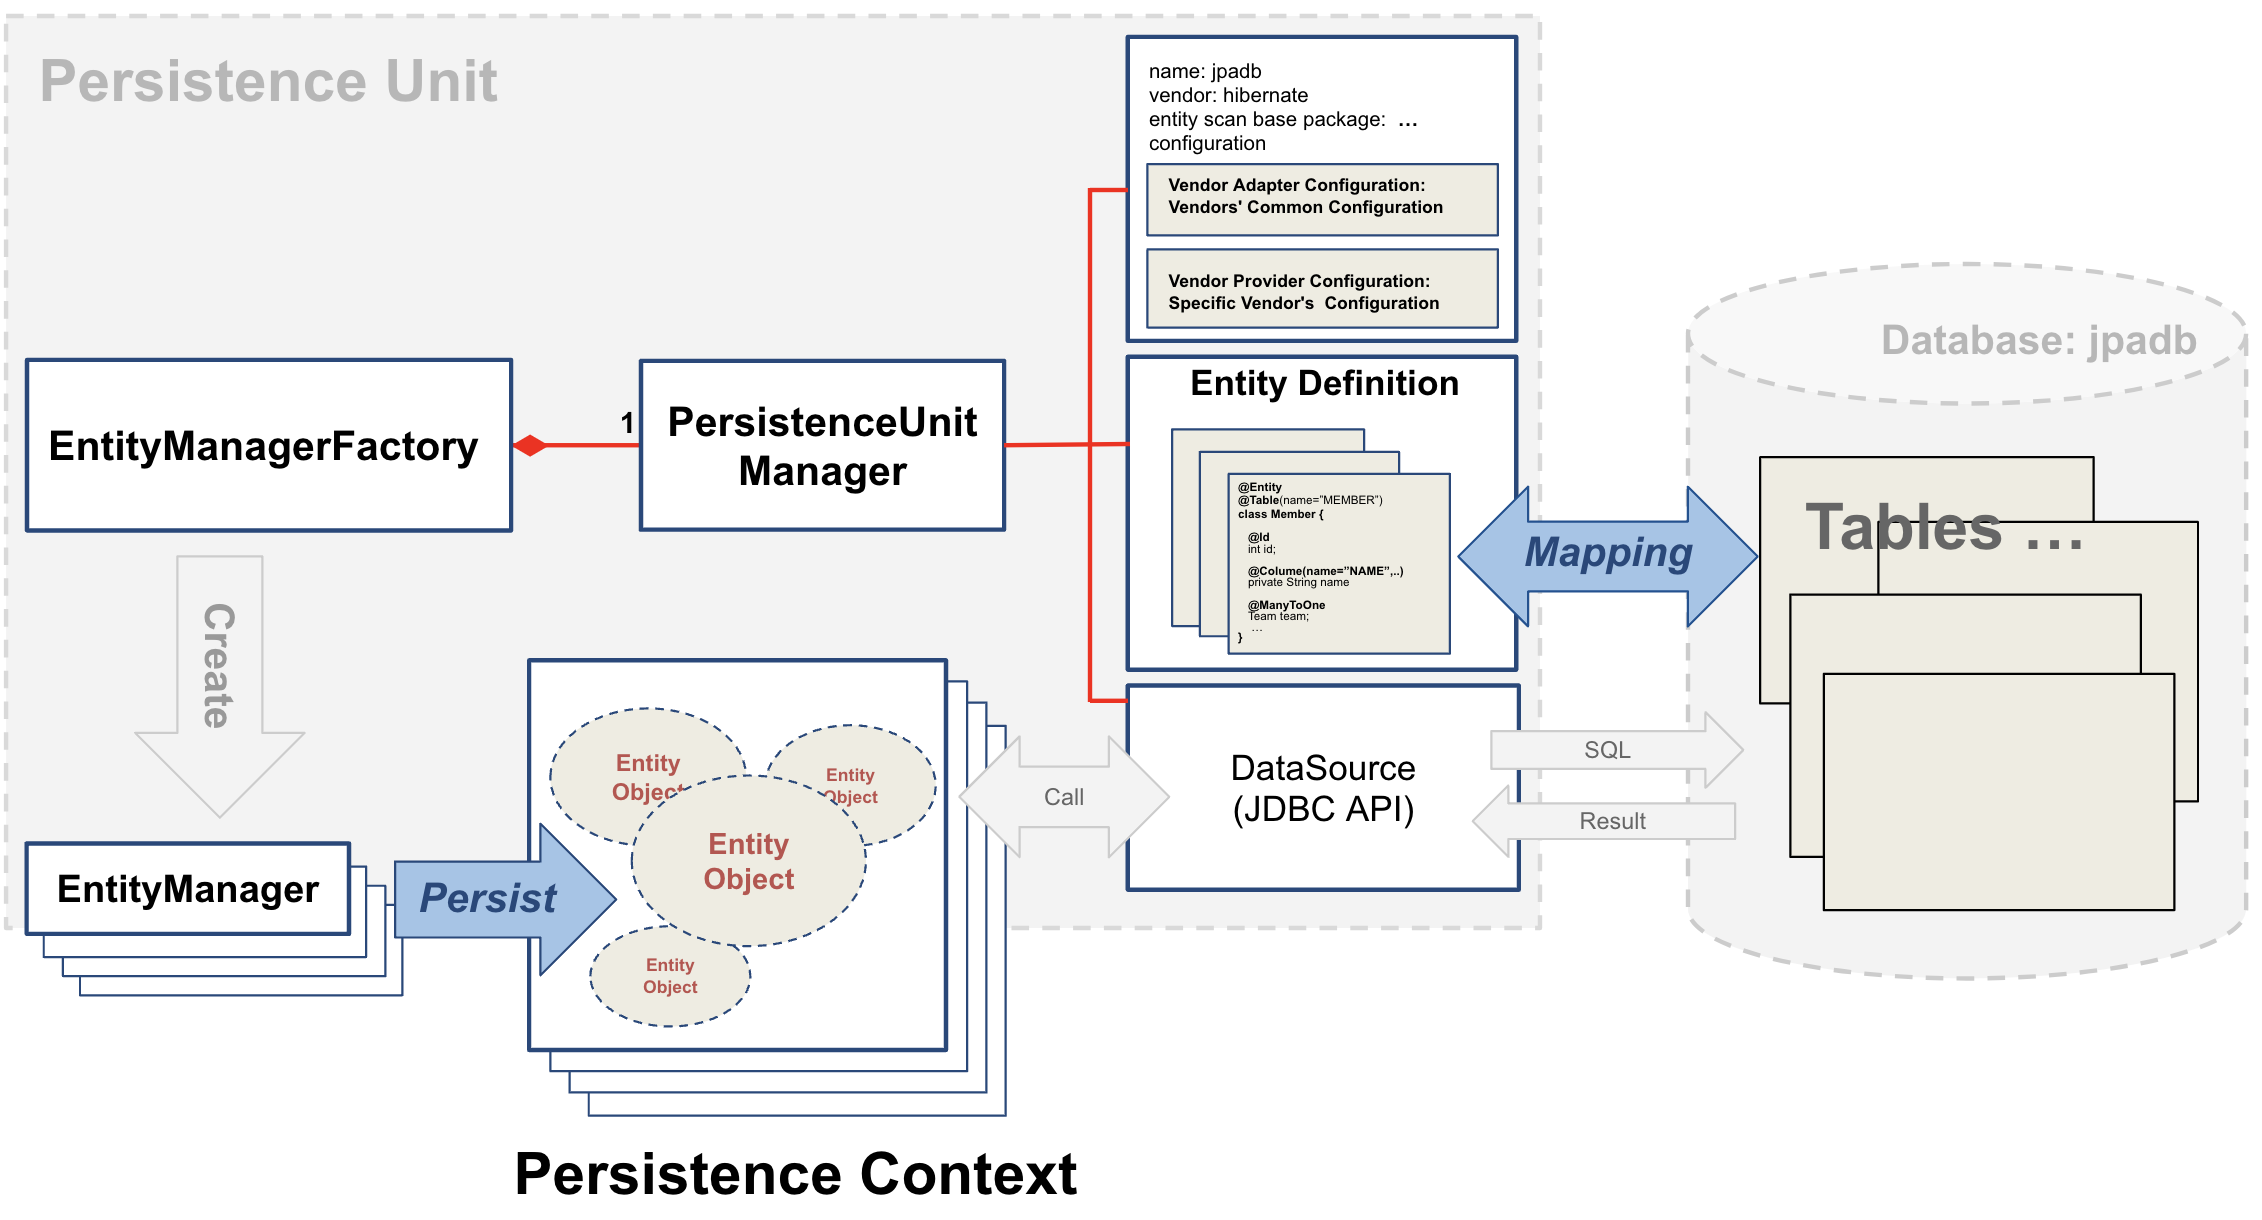 Persistence Unit
name: jpadb
vendor: hibernate
entity scan base package:  ...
configuration
Vendor Adapter Configuration:
Vendors' Common Configuration
Vendor Provider Configuration:
Specific Vendor's  Configuration
EntityManagerFactory
1
PersistenceUnit
Manager
Entity Definition
@Entity
@Table(name="MEMBER")
class Member {
@Id
int id;
@Colume(name="NAME",..)
private String name
@ManyToOne
Team team;
...
}
Mapping
Database: jpadb
Tables ...
Create
EntityManager
Persist
Entity
Object
Entity
Object
Entity
Object
Entity
Object
Call
DataSource
(JDBC API)
SQL
Result
Persistence Context